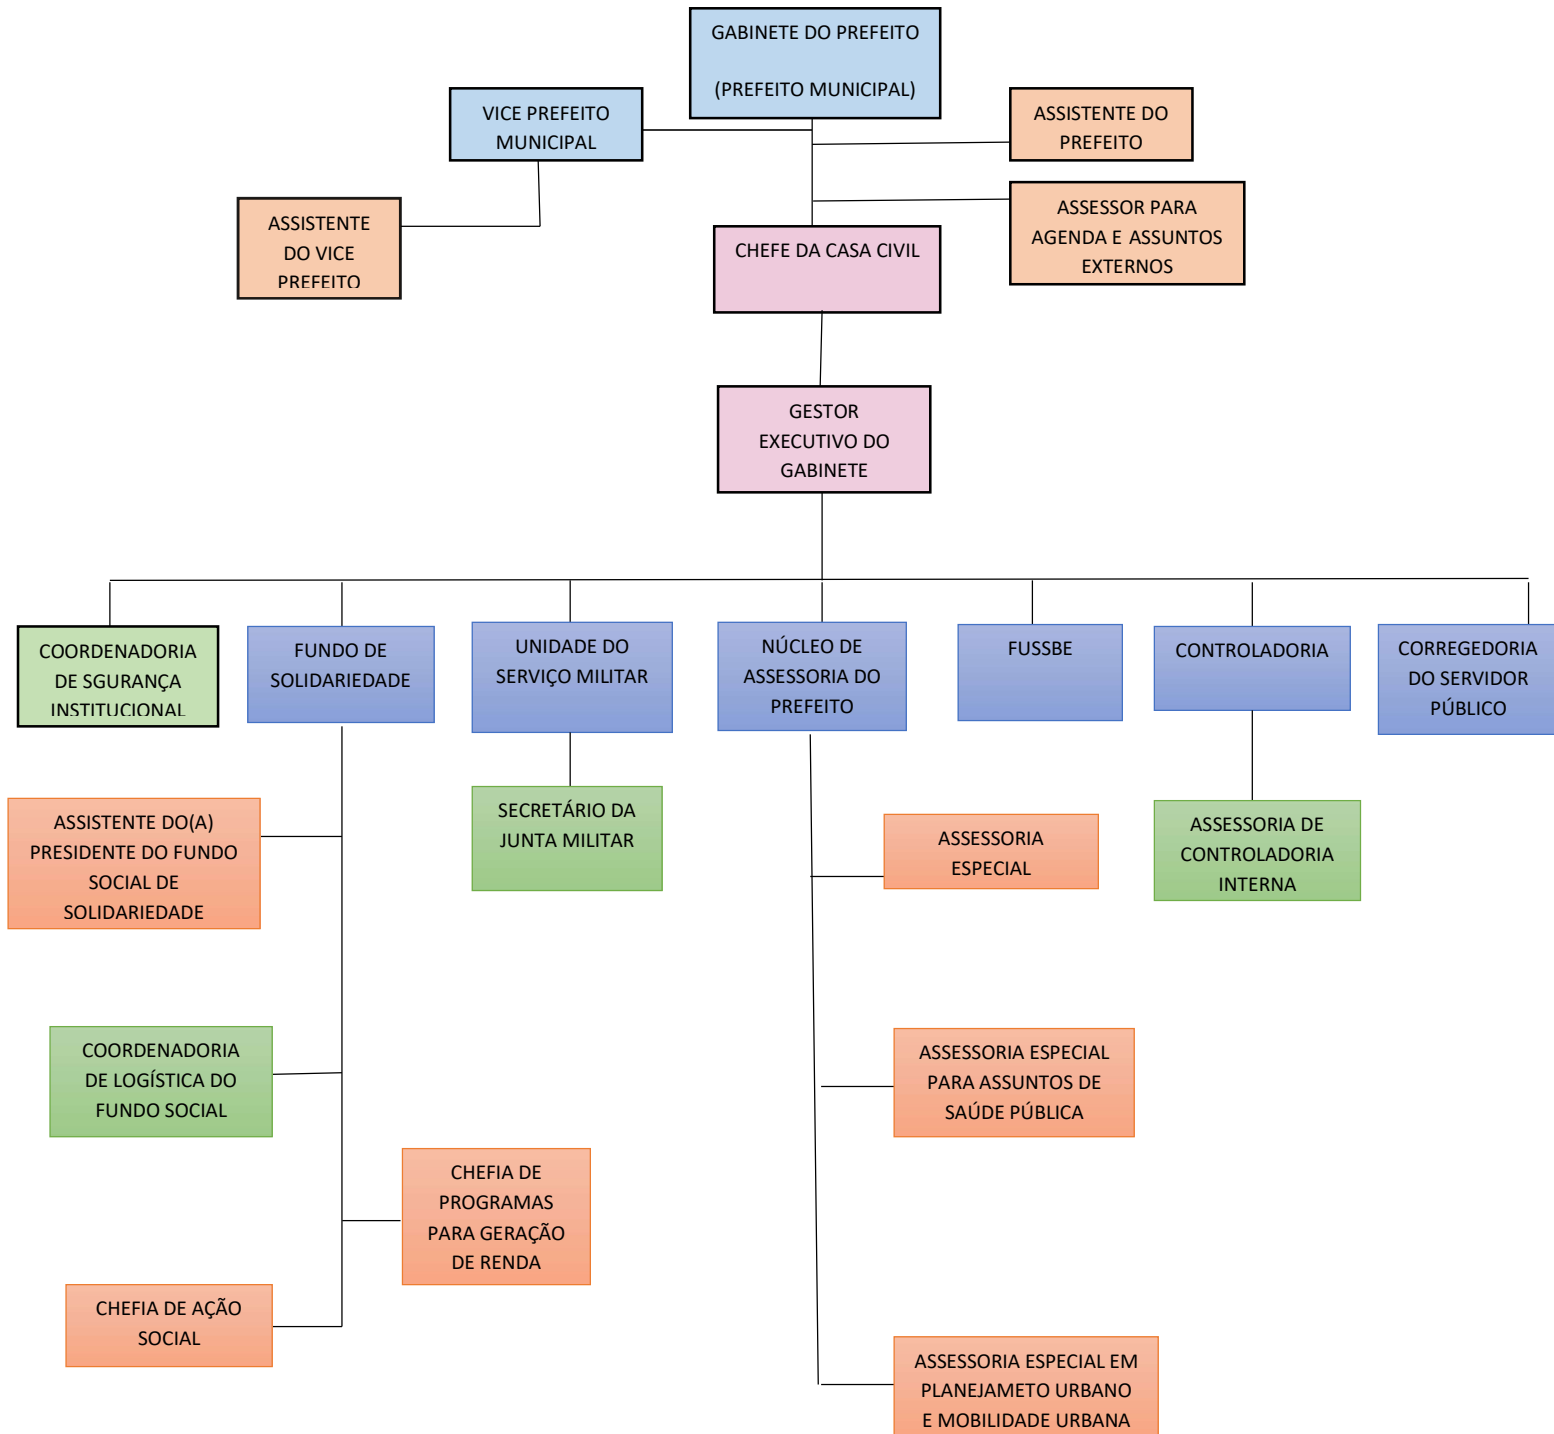 GABINETE DO PREFEITO
(PREFEITO MUNICIPAL)
VICE PREFEITO
MUNICIPAL
ASSISTENTE DO
PREFEITO
ASSISTENTE
DO VICE
PREFEITO
ASSESSOR PARA
AGENDA E ASSUNTOS
EXTERNOS
CHEFE DA CASA CIVIL
GESTOR
EXECUTIVO DO
GABINETE
COORDENADORIA
DE SGURANÇA
INSTITUCIONAL
FUNDO DE
SOLIDARIEDADE
UNIDADE DO
SERVIÇO MILITAR
NÚCLEO DE
ASSESSORIA DO
PREFEITO
FUSSBE
CONTROLADORIA
CORREGEDORIA
DO SERVIDOR
PÚBLICO
ASSISTENTE DO(A)
PRESIDENTE DO FUNDO
SOCIAL DE
SOLIDARIEDADE
SECRETÁRIO DA
JUNTA MILITAR
ASSESSORIA
ESPECIAL
ASSESSORIA DE
CONTROLADORIA
INTERNA
COORDENADORIA
DE LOGÍSTICA DO
FUNDO SOCIAL
ASSESSORIA ESPECIAL
PARA ASSUNTOS DE
SAÚDE PÚBLICA
CHEFIA DE
PROGRAMAS
PARA GERAÇÃO
DE RENDA
CHEFIA DE AÇÃO
SOCIAL
ASSESSORIA ESPECIAL EM
PLANEJAMETO URBANO
E MOBILIDADE URBANA